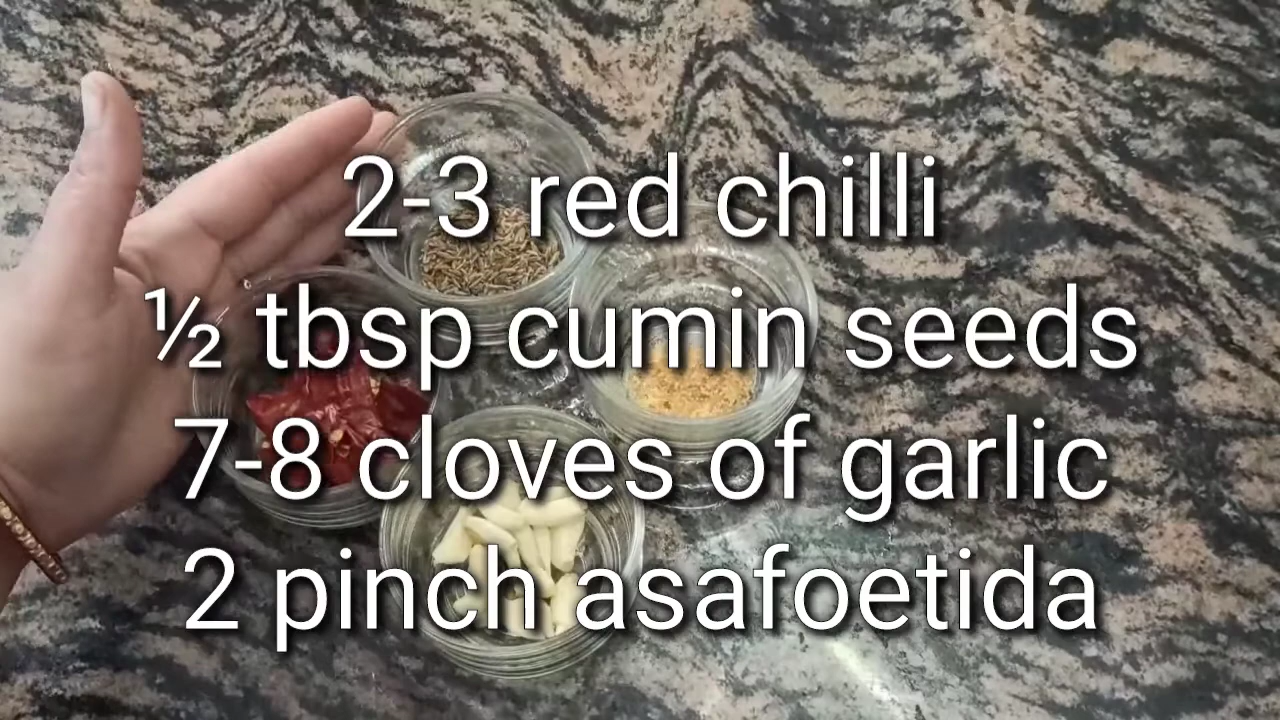 2-3 red chilli
½ tbsp cumin seeds
7-8 cloves of garlic
2 pinch asafoetida